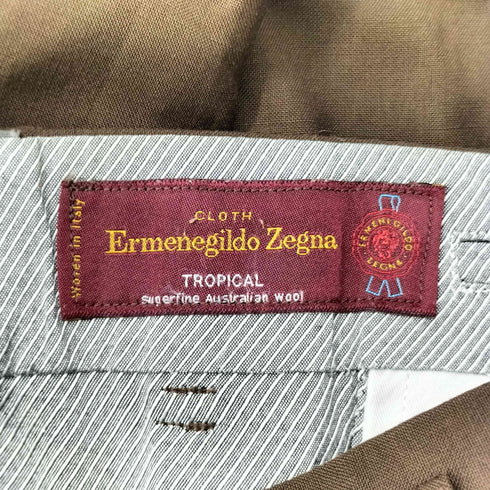 Woven in Italy
CLOTH
Ermenegildo Zegna
TROPICAL
Superfine Australian Wool
ERMENEGILDO
ZEGNA